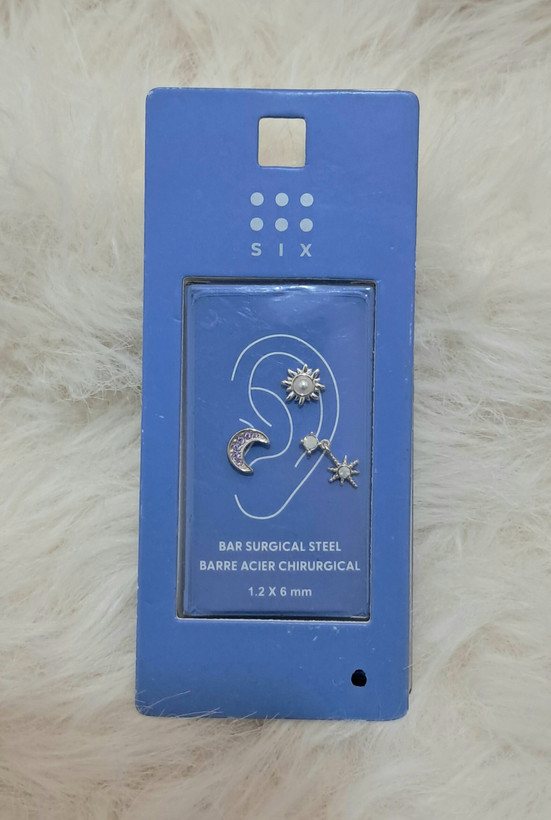 SIX
BAR SURGICAL STEEL
BARRE ACIER CHIRURGICAL
1.2 X 6 mm